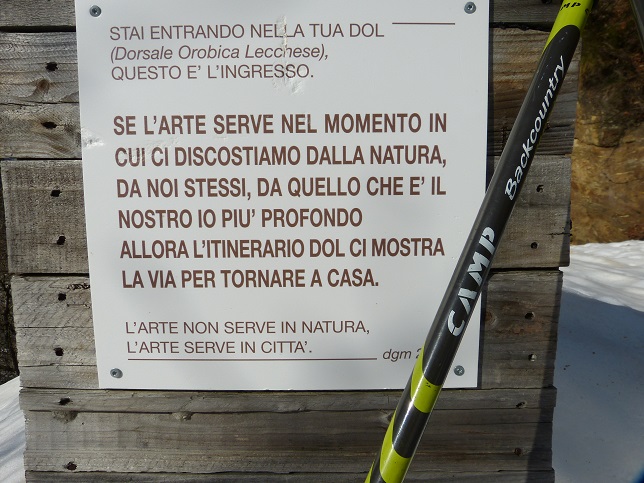 STAI ENTRANDO NELLA TUA DOL
(Dorsale Orobica Lecchese),
QUESTO E' L'INGRESSO.
SE L'ARTE SERVE NEL MOMENTO IN
CUI CI DISCOSTIAMO DALLA NATURA,
DA NOI STESSI, DA QUELLO CHE E' IL
NOSTRO IO PIU' PROFONDO
ALLORA L'ITINERARIO DOL CI MOSTRA
LA VIA PER TORNARE A CASA.
L'ARTE NON SERVE IN NATURA,
L'ARTE SERVE IN CITTA'.
dgm
CAMP Backcountry
CAMP